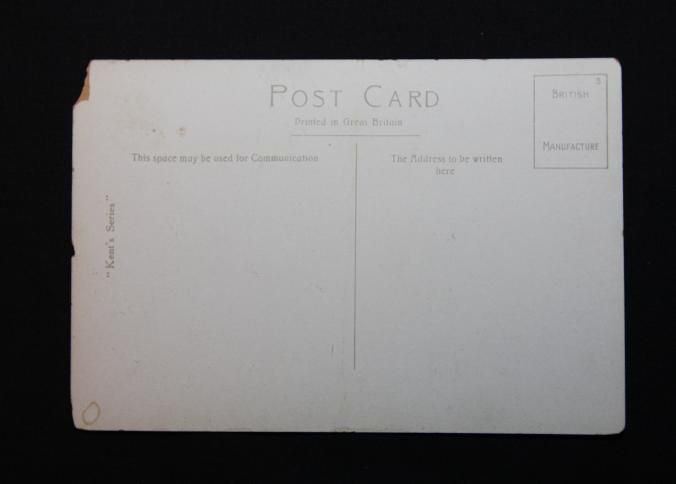 POST CARD
Printed in Great Britain
5
BRITISH
MANUFACTURE
This space may be used for Communication
The Address to be written
here
"Kent's Series"